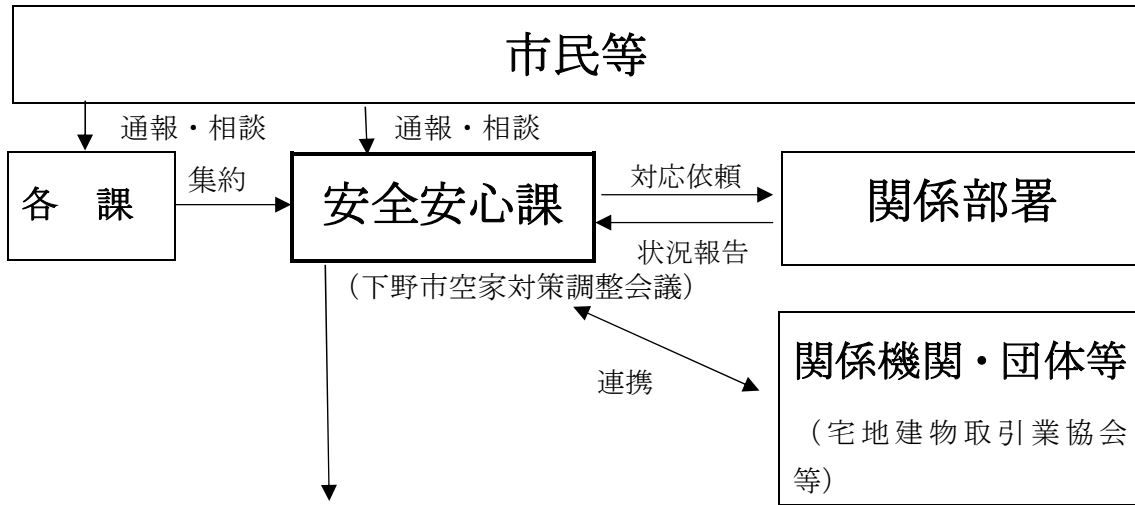 市民等
通報・相談
通報・相談
各　課
集約
安全安心課
対応依頼
状況報告
関係部署
（下野市空家対策調整会議）
連携
関係機関・団体等
（宅地建物取引業協会
等）